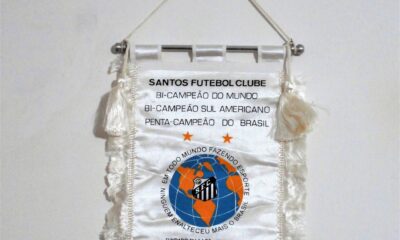 SANTOS FUTEBOL CLUBE
BI-CAMPEÃO DO MUNDO
BI-CAMPEÃO SUL AMERICANO
PENTA-CAMPEÃO DO BRASIL
EM TODO MUNDO FAZENDO ESPORTE
NINGUEM ENALTECEU MAIS O BRASIL